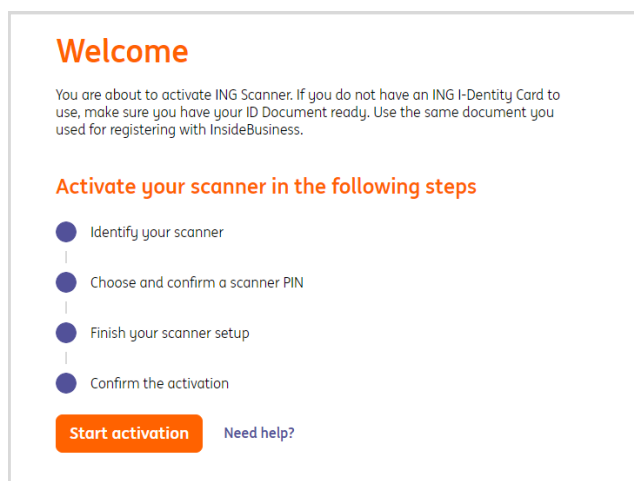 Welcome
You are about to activate ING Scanner. If you do not have an ING I-Dentity Card to
use, make sure you have your ID Document ready. Use the same document you
used for registering with InsideBusiness.
Activate your scanner in the following steps
Identify your scanner
Choose and confirm a scanner PIN
Finish your scanner setup
Confirm the activation
Start activation Need help?